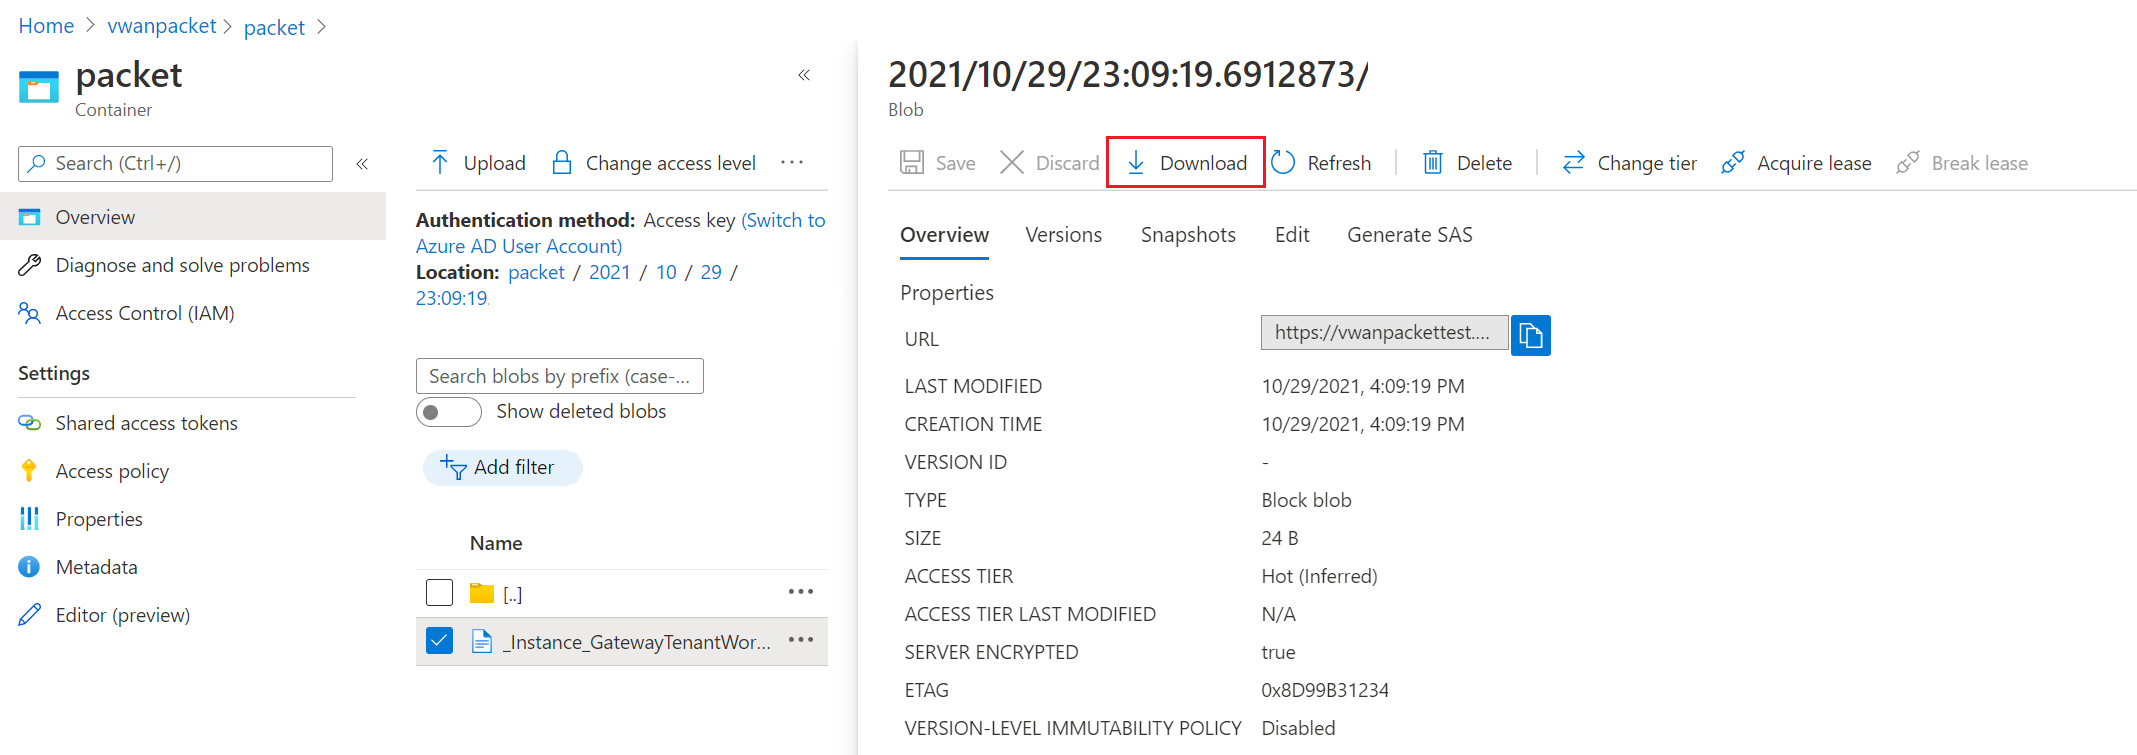 Home > vwanpacket > packet >
packet
Container
«
Search (Ctrl+/)
«
Overview
Diagnose and solve problems
Access Control (IAM)
Settings
Shared access tokens
Access policy
Properties
Metadata
Editor (preview)
Upload Change access level ···
Authentication method: Access key (Switch to
Azure AD User Account)
Location: packet / 2021 / 10 / 29 /
23:09:19
Search blobs by prefix (case-...
Show deleted blobs
Add filter
Name
[..] ···
_Instance_GatewayTenantWor... ···
2021/10/29/23:09:19.6912873/
Blob
Save Discard Download Refresh Delete Change tier Acquire lease Break lease
Overview Versions Snapshots Edit Generate SAS
Properties
URL https://vwanpackettest....
LAST MODIFIED 10/29/2021, 4:09:19 PM
CREATION TIME 10/29/2021, 4:09:19 PM
VERSION ID -
TYPE Block blob
SIZE 24 B
ACCESS TIER Hot (Inferred)
ACCESS TIER LAST MODIFIED N/A
SERVER ENCRYPTED true
ETAG 0x8D99B31234
VERSION-LEVEL IMMUTABILITY POLICY Disabled